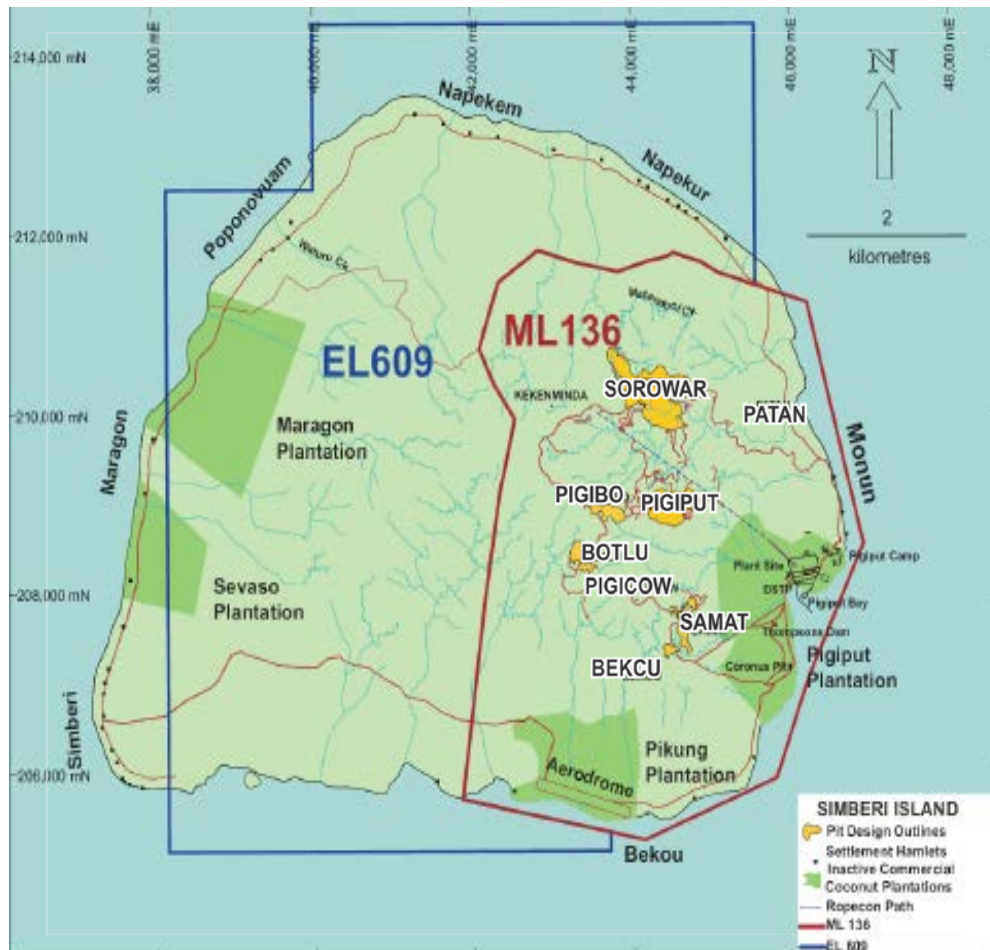 38,000 mE
40,000 mE
42,000 mE
44,000 mE
46,000 mE
48,000 mE
214,000 mN
N
Napekem
Napekur
Poponovuam
212,000 mN
2
kilometres
ML136
EL609
SOROWAR
KEKENMINDA
PATAN
210,000 mN
Maragon
Plantation
Maragon
Monun
PIGIBO
PIGIPUT
BOTLU
Pigiput Camp
Plant Site
PIGICOW
DSTP
208,000 mN
Sevaso
Plantation
Pigiput Bay
SAMAT
Thompsons Dam
BEKCU
Coronus Pit
Pigiput
Plantation
Simberi
206,000 mN
Pikung
Plantation
Aerodrome
Bekou
SIMBERI ISLAND
Pit Design Outlines
Settlement Hamlets
Inactive Commercial
Coconut Plantations
Ropecon Path
ML 136
EL 609